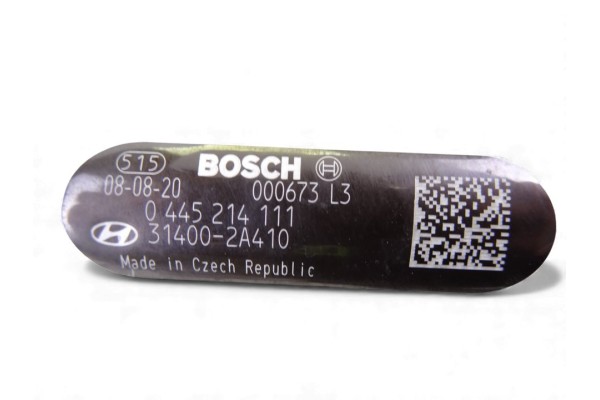 515 BOSCH
08-08-20 000673 L3
0 445 214 111
31400-2A410
Made in Czech Republic